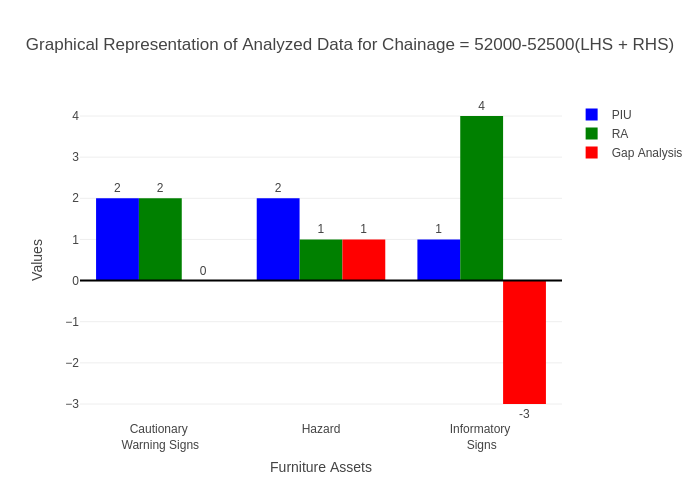 Graphical Representation of Analyzed Data for Chainage = 52000-52500(LHS + RHS)
PIU
RA
Gap Analysis
Values
4
3
2
1
0
−1
−2
−3
2
2
0
2
1
1
1
4
-3
Cautionary
Warning Signs
Hazard
Informatory
Signs
Furniture Assets